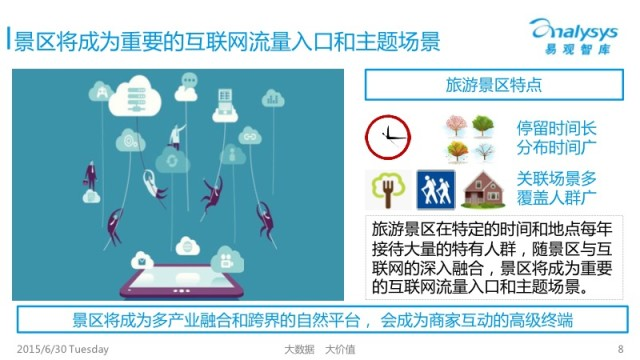 景区将成为重要的互联网流量入口和主题场景
analysys
易观智库
旅游景区特点
停留时间长
分布时间广
关联场景多
覆盖人群广
旅游景区在特定的时间和地点每年
接待大量的特有人群，随景区与互
联网的深入融合，景区将成为重要
的互联网流量入口和主题场景。
景区将成为多产业融合和跨界的自然平台， 会成为商家互动的高级终端
2015/6/30 Tuesday
大数据 大价值
8